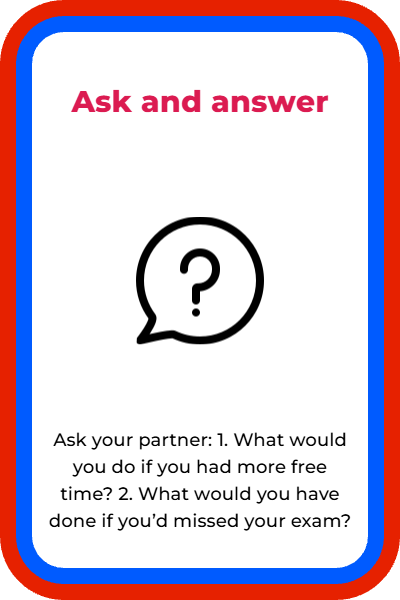 Ask and answer
?
Ask your partner: 1. What would
you do if you had more free
time? 2. What would you have
done if you’d missed your exam?